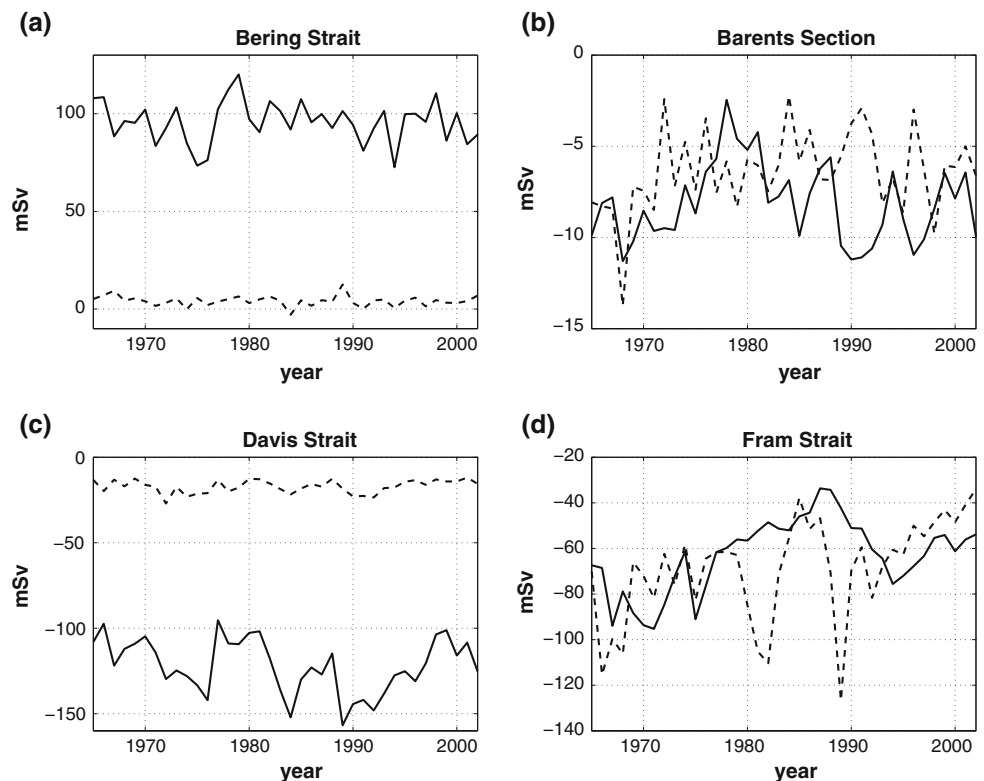 (a)
Bering Strait
100
50
0
mSv
1970
1980
1990
2000
year
(b)
Barents Section
0
−5
−10
−15
mSv
1970
1980
1990
2000
year
(c)
Davis Strait
0
−50
−100
−150
mSv
1970
1980
1990
2000
year
(d)
Fram Strait
−20
−40
−60
−80
−100
−120
−140
mSv
1970
1980
1990
2000
year